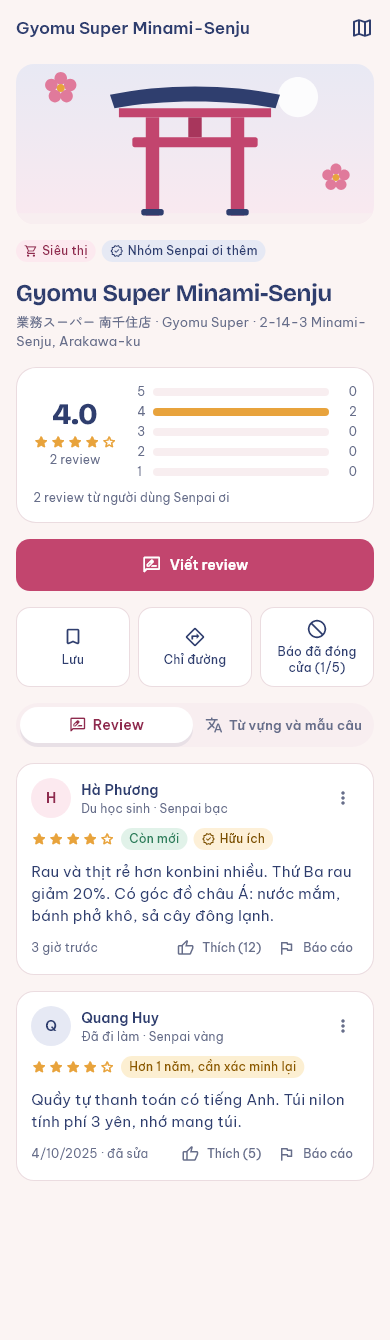 Gyomu Super Minami-Senju
Siêu thị
Nhóm Senpai ơi thêm
Gyomu Super Minami-Senju
業務スーパー 南千住店 · Gyomu Super · 2-14-3 Minami-
Senju, Arakawa-ku
4.0
2 review
5 0
4 2
3 0
2 0
1 0
2 review từ người dùng Senpai ơi
Viết review
Lưu
Chỉ đường
Báo đã đóng
cửa (1/5)
Review
Từ vựng và mẫu câu
H
Hà Phương
Du học sinh · Senpai bạc
Còn mới
Hữu ích
Rau và thịt rẻ hơn konbini nhiều. Thứ Ba rau
giảm 20%. Có góc đồ châu Á: nước mắm,
bánh phở khô, sả cây đông lạnh.
3 giờ trước
Thích (12)
Báo cáo
Q
Quang Huy
Đã đi làm · Senpai vàng
Hơn 1 năm, cần xác minh lại
Quầy tự thanh toán có tiếng Anh. Túi nilon
tính phí 3 yên, nhớ mang túi.
4/10/2025 · đã sửa
Thích (5)
Báo cáo